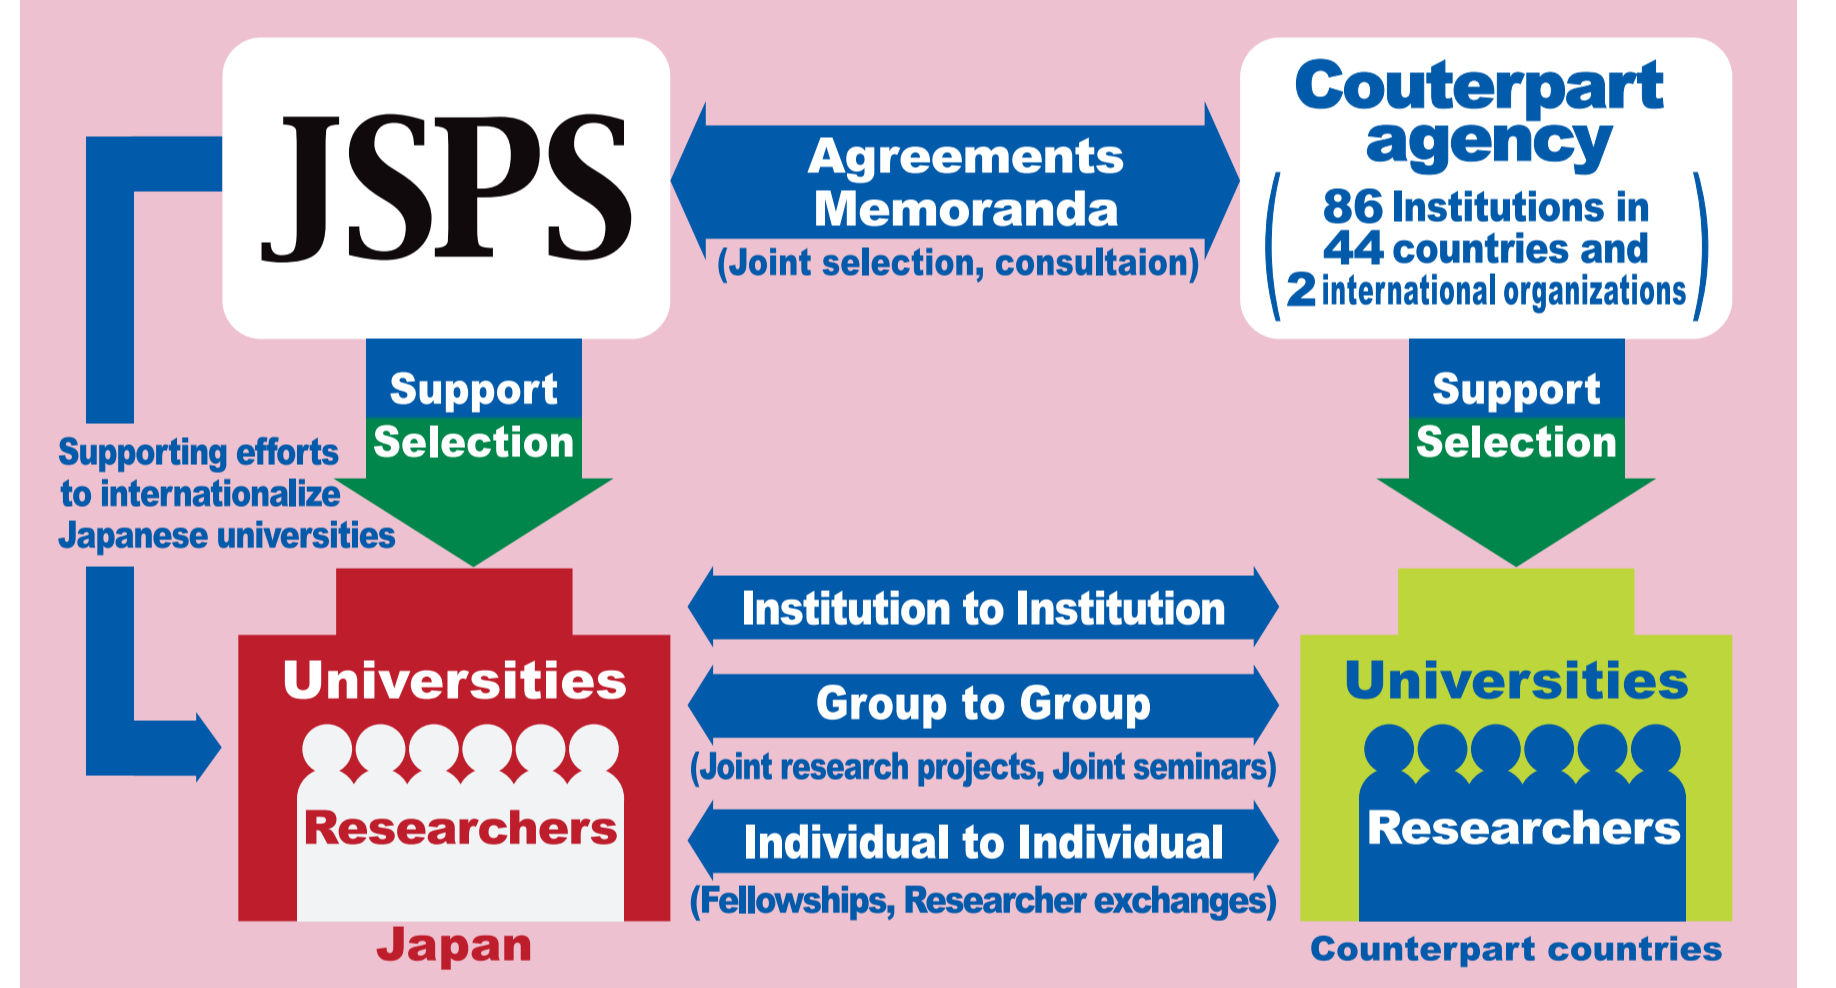 JSPS
Agreements
Memoranda
(Joint selection, consultaion)
Couterpart
agency
(86 Institutions in
44 countries and
2 international organizations)
Support
Selection
Support
Selection
Supporting efforts
to internationalize
Japanese universities
Institution to Institution
Group to Group
(Joint research projects, Joint seminars)
Individual to Individual
(Fellowships, Researcher exchanges)
Universities
Researchers
Japan
Universities
Researchers
Counterpart countries